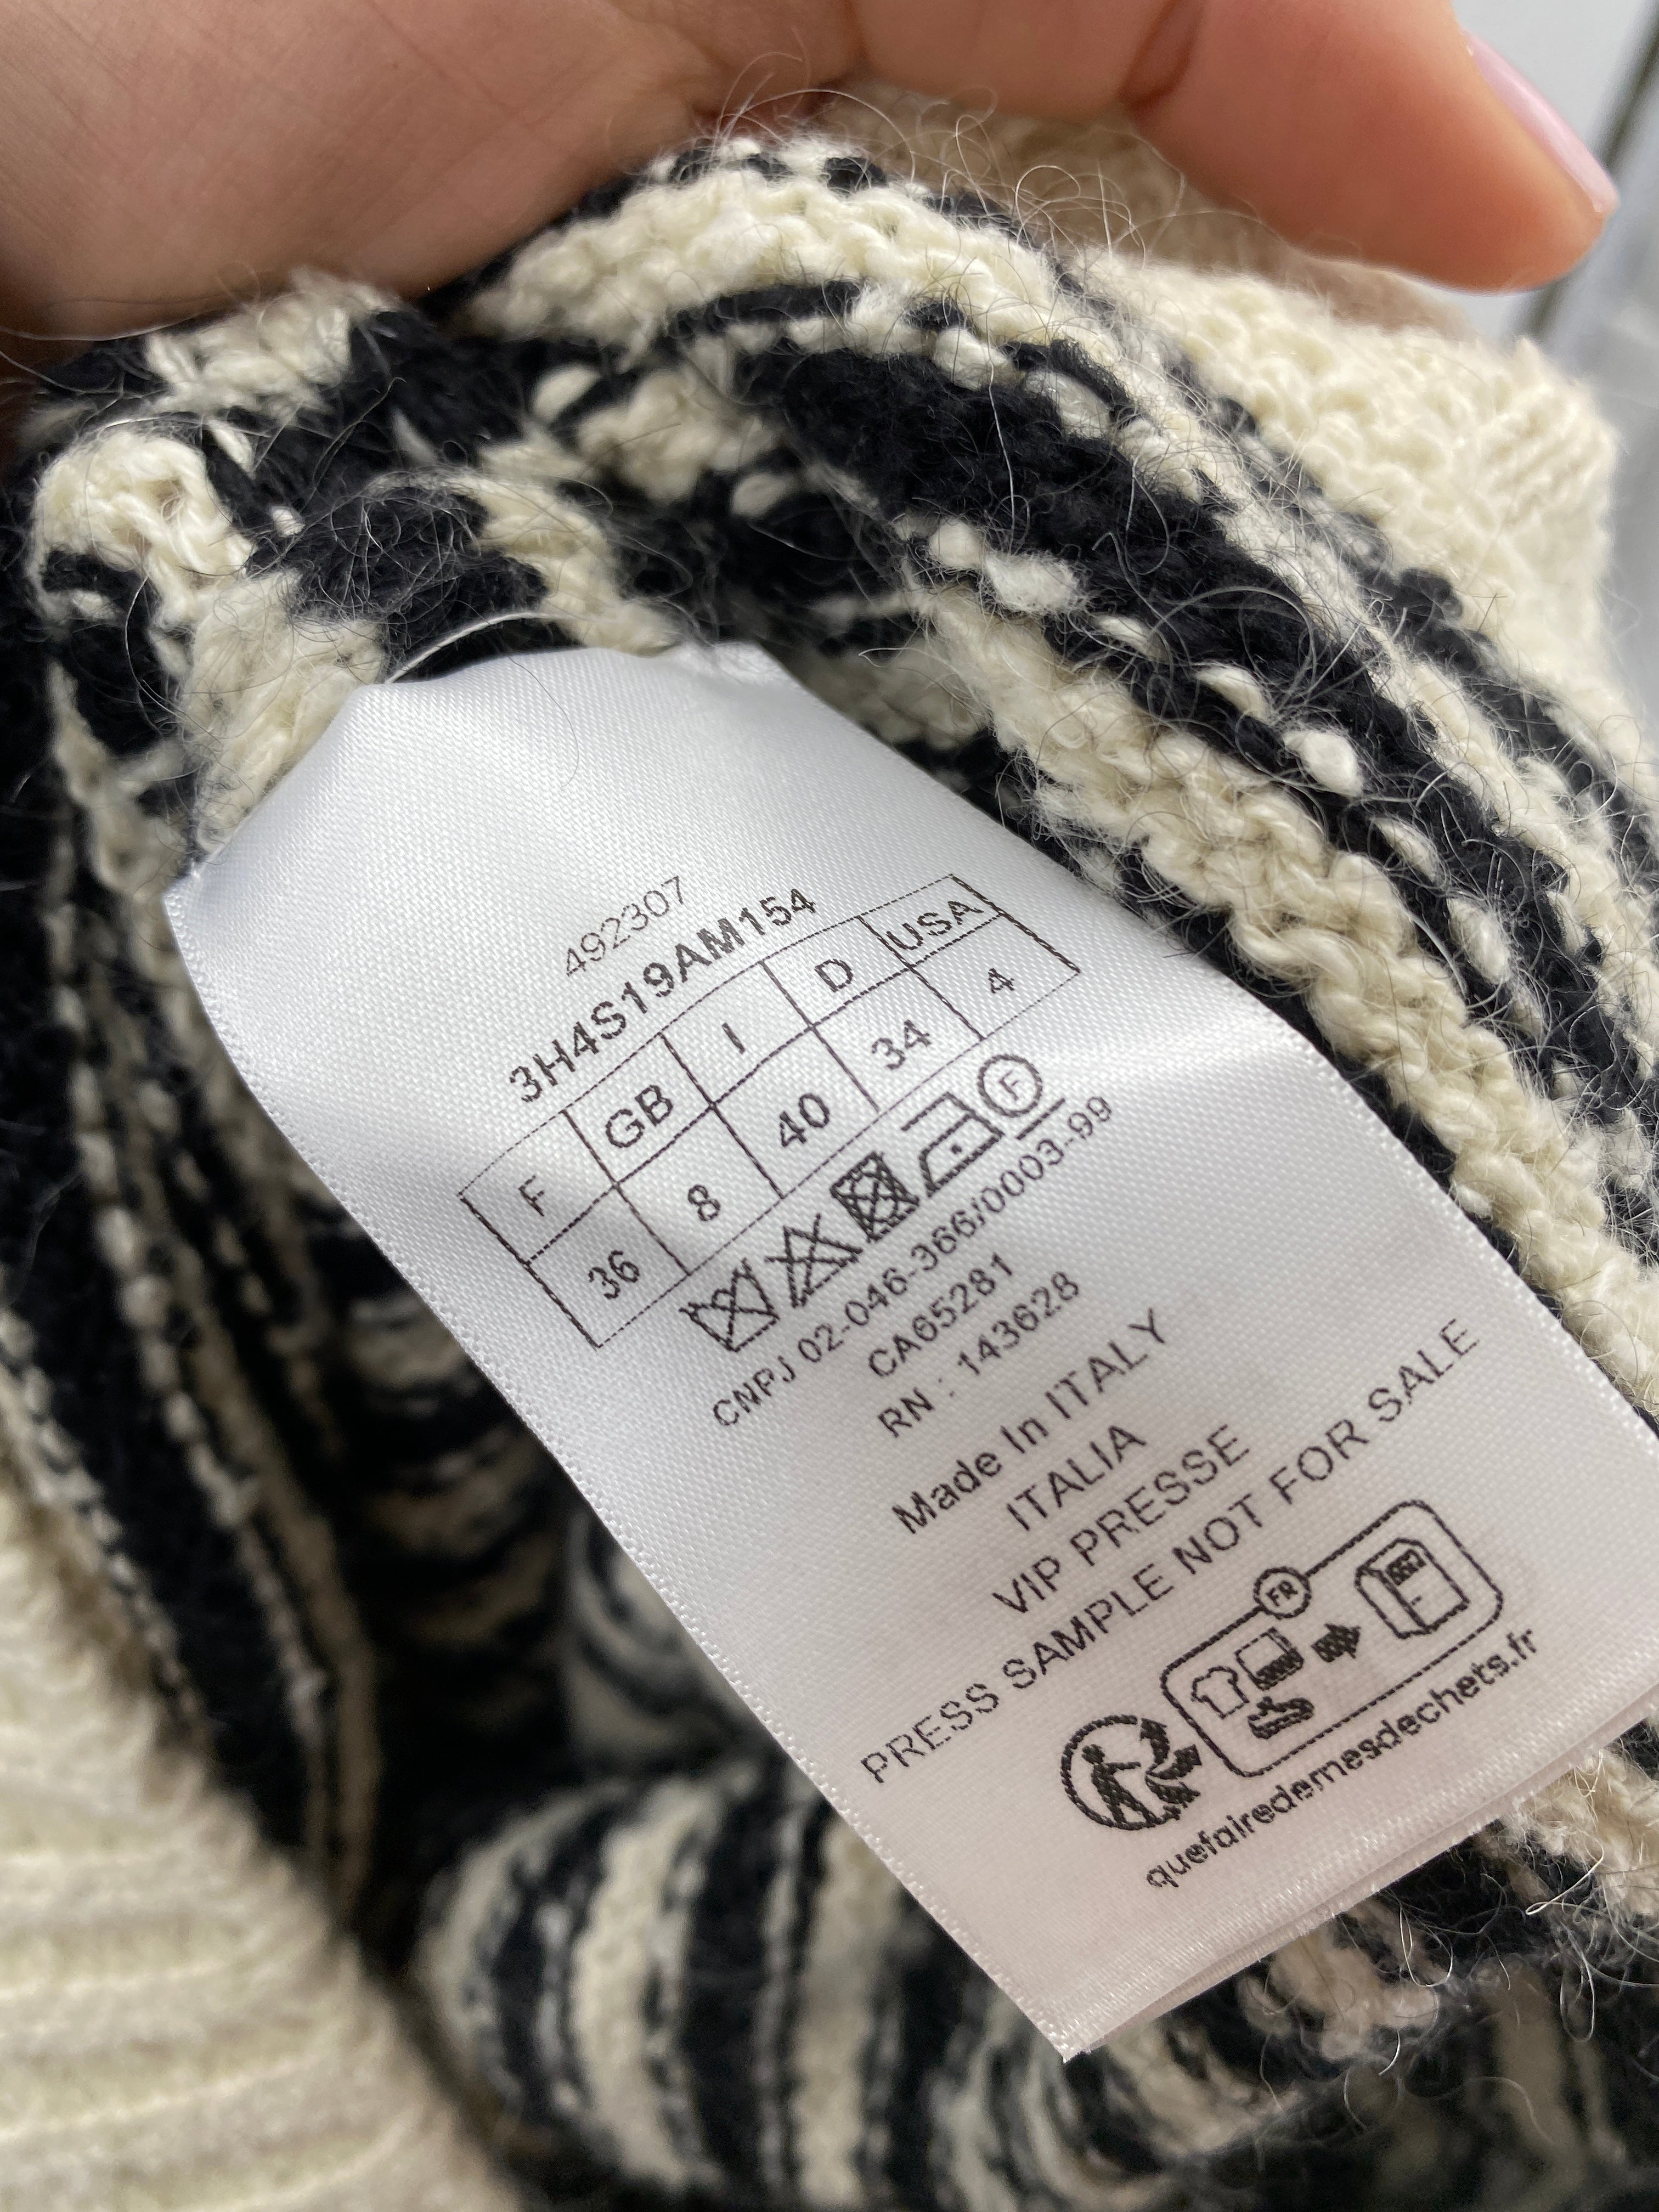 492307
3H4S19AM154
F GB I D USA
36 8 40 34 4
F
CNPJ 02-046-366/0003-99
CA65281
RN : 143628
Made In ITALY
ITALIA
VIP PRESSE
PRESS SAMPLE NOT FOR SALE
FR
quefairedemesdechets.fr